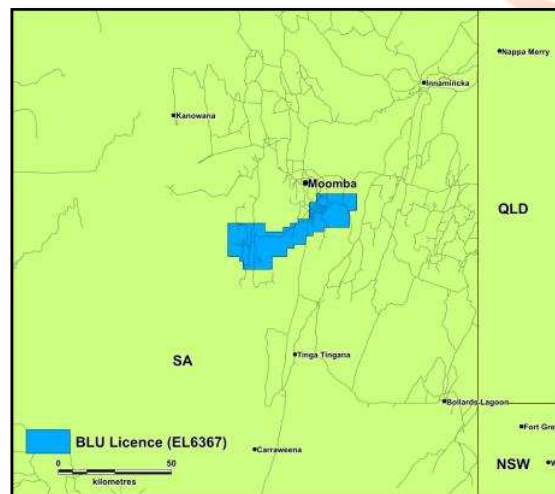 Nappa Merry
Innamincka
Kanowana
Moomba
QLD
SA
Tinga Tingana
Bollards Lagoon
Fort Gre
BLU Licence (EL6367)
Carraweena
NSW
W
0 50
kilometres